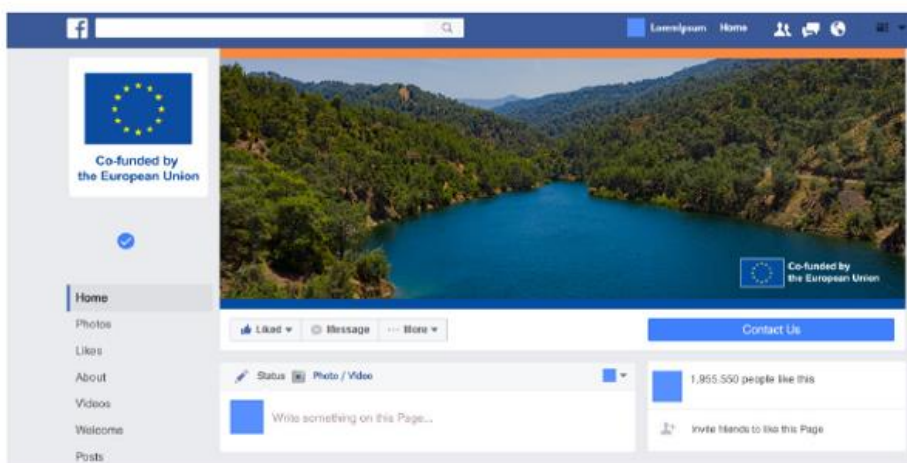 f
LoremIpsum Home
Co-funded by
the European Union
Co-funded by
the European Union
Home
Photos
Likes
About
Videos
Welcome
Posts
Liked Message ... More
Contact Us
Status Photo / Video
Write something on this Page...
1,955,550 people like this
Invite friends to like this Page